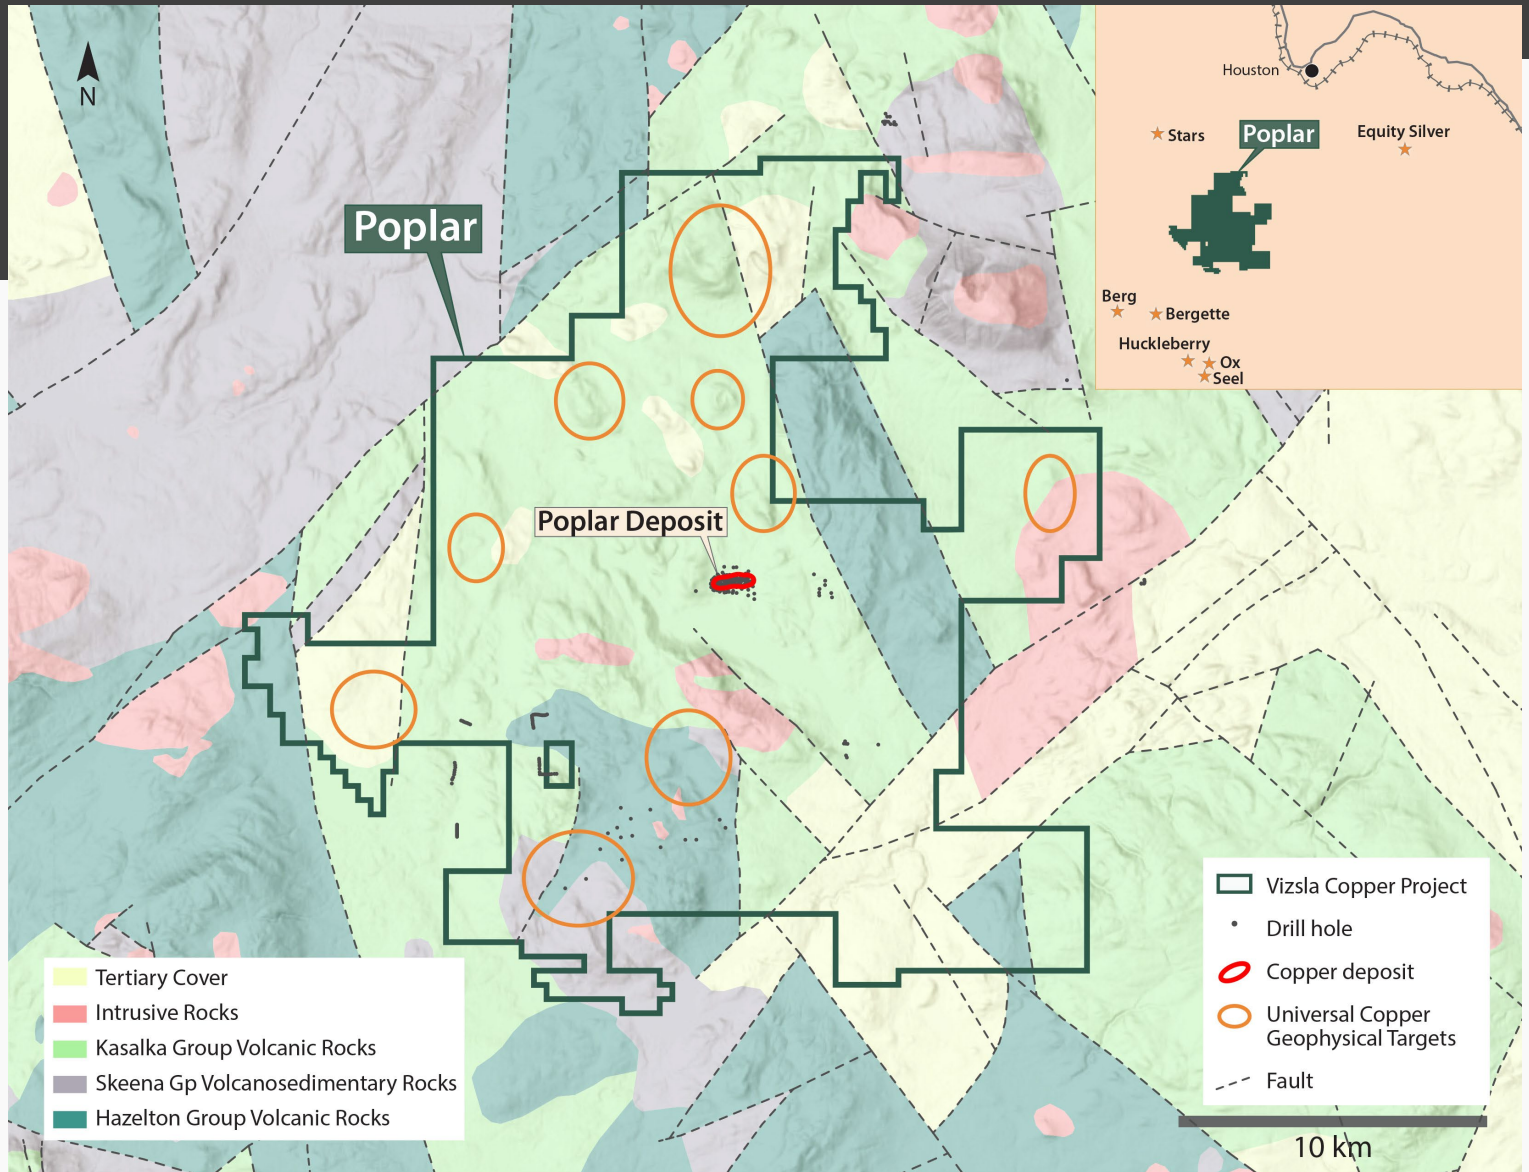 N
Poplar
Poplar Deposit
Houston
Stars
Poplar
Equity Silver
Berg
Bergette
Huckleberry
Ox
Seel
Tertiary Cover
Intrusive Rocks
Kasalka Group Volcanic Rocks
Skeena Gp Volcanosedimentary Rocks
Hazelton Group Volcanic Rocks
Vizsla Copper Project
Drill hole
Copper deposit
Universal Copper
Geophysical Targets
Fault
10 km